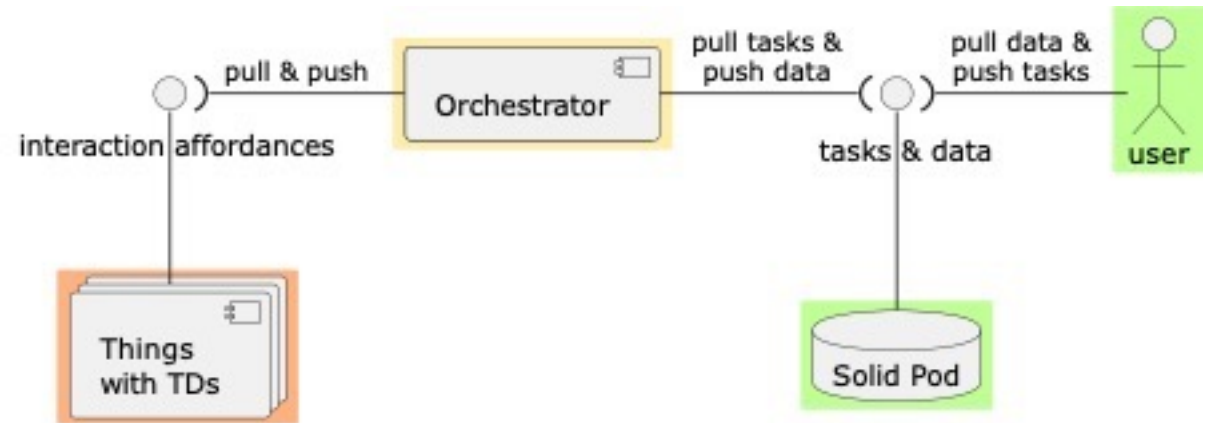 pull & push
interaction affordances
Orchestrator
pull tasks &
push data
pull data &
push tasks
tasks & data
user
Things
with TDs
Solid Pod